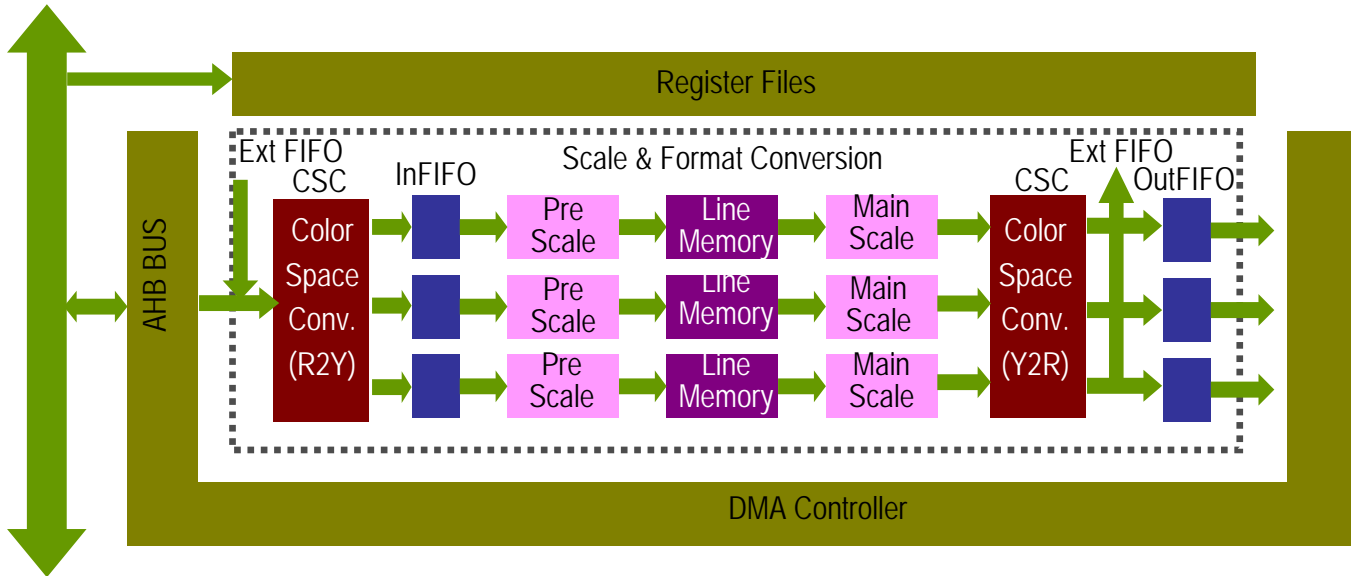 Register Files
Ext FIFO
Scale & Format Conversion
Ext FIFO
CSC
InFIFO
CSC
OutFIFO
AHB BUS
Color
Space
Conv.
(R2Y)
Pre
Scale
Line
Memory
Main
Scale
Pre
Scale
Line
Memory
Main
Scale
Pre
Scale
Line
Memory
Main
Scale
Color
Space
Conv.
(Y2R)
DMA Controller